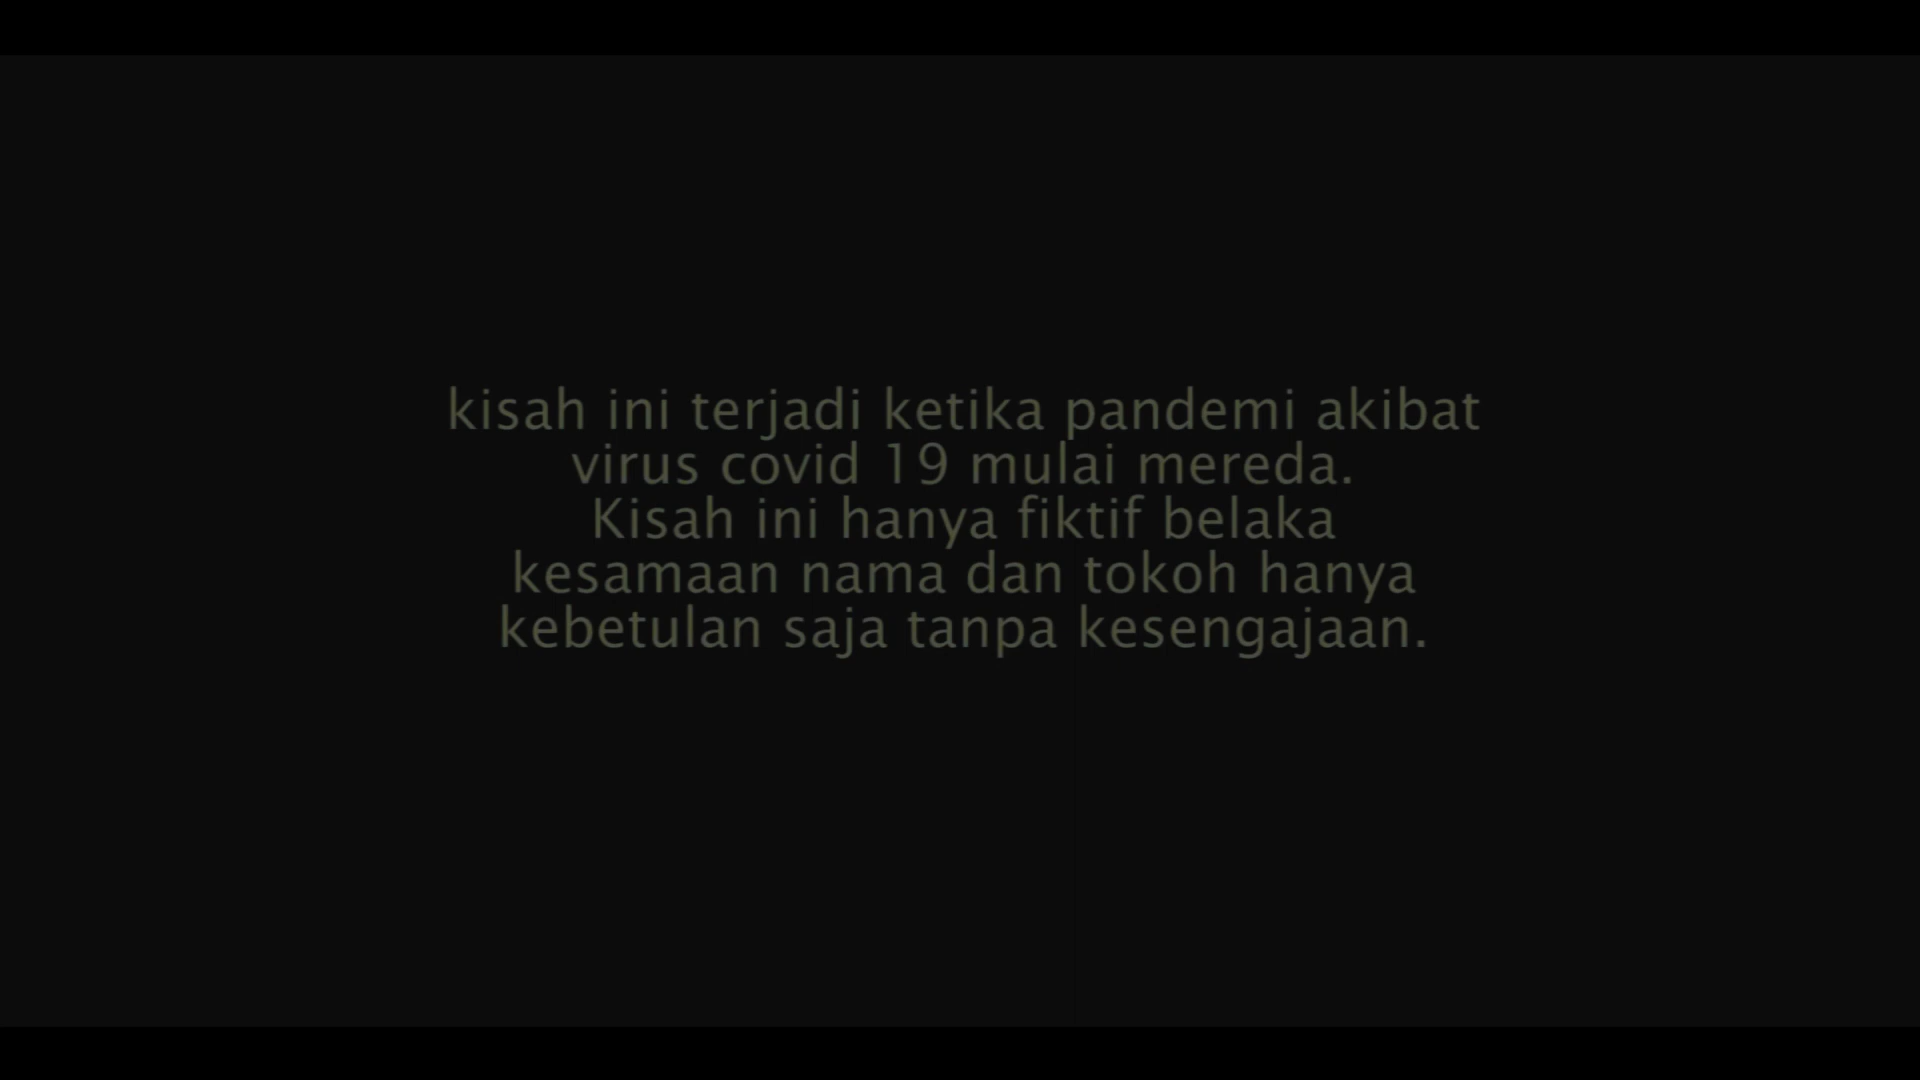 kisah ini terjadi ketika pandemi akibat
virus covid 19 mulai mereda.
Kisah ini hanya fiktif belaka
kesamaan nama dan tokoh hanya
kebetulan saja tanpa kesengajaan.